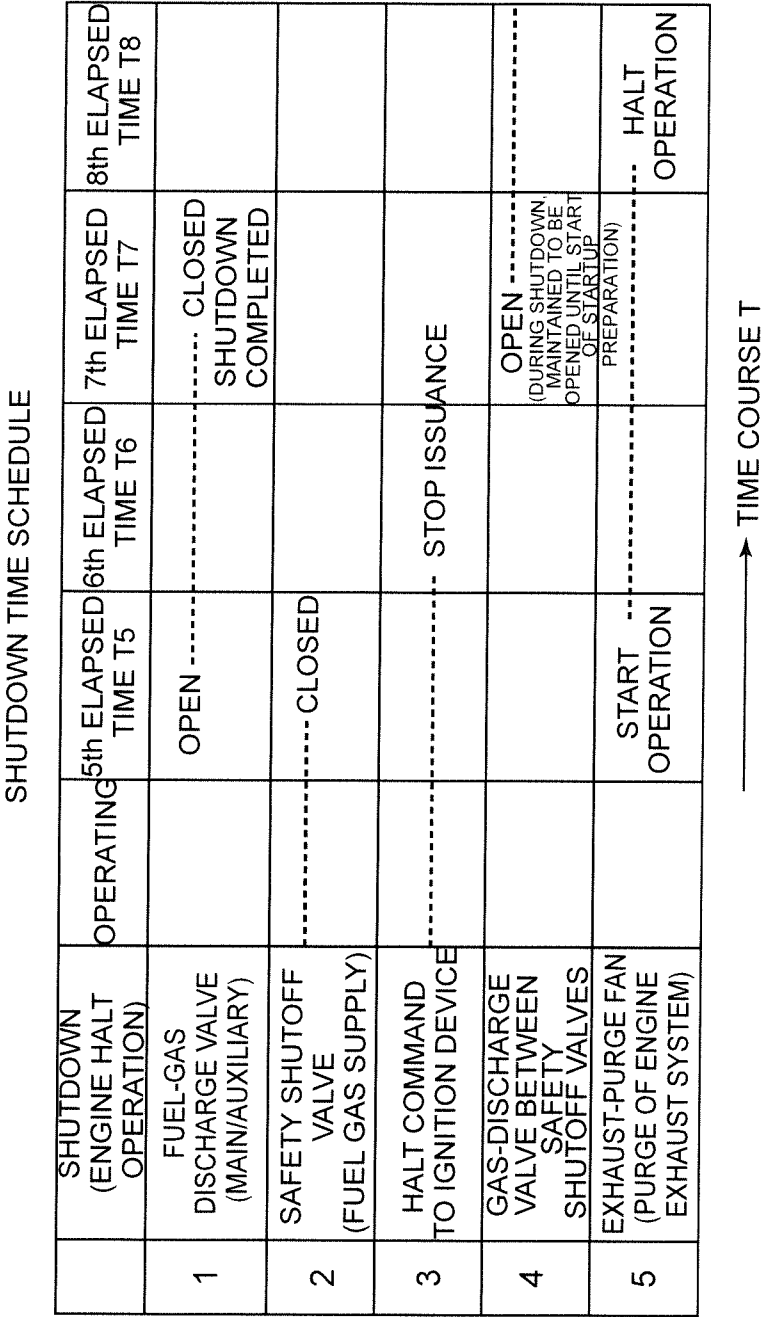 SHUTDOWN TIME SCHEDULE
SHUTDOWN
(ENGINE HALT
OPERATION)
OPERATING
5th ELAPSED
TIME T5
6th ELAPSED
TIME T6
7th ELAPSED
TIME T7
8th ELAPSED
TIME T8
1
FUEL-GAS
DISCHARGE VALVE
(MAIN/AUXILIARY)
OPEN
CLOSED
SHUTDOWN
COMPLETED
2
SAFETY SHUTOFF
VALVE
(FUEL GAS SUPPLY)
CLOSED
3
HALT COMMAND
TO IGNITION DEVICE
STOP ISSUANCE
4
GAS-DISCHARGE
VALVE BETWEEN
SAFETY
SHUTOFF VALVES
OPEN
(DURING SHUTDOWN,
MAINTAINED TO BE
OPENED UNTIL START
OF STARTUP
PREPARATION)
5
EXHAUST-PURGE FAN
(PURGE OF ENGINE
EXHAUST SYSTEM)
START
OPERATION
HALT
OPERATION
TIME COURSE T